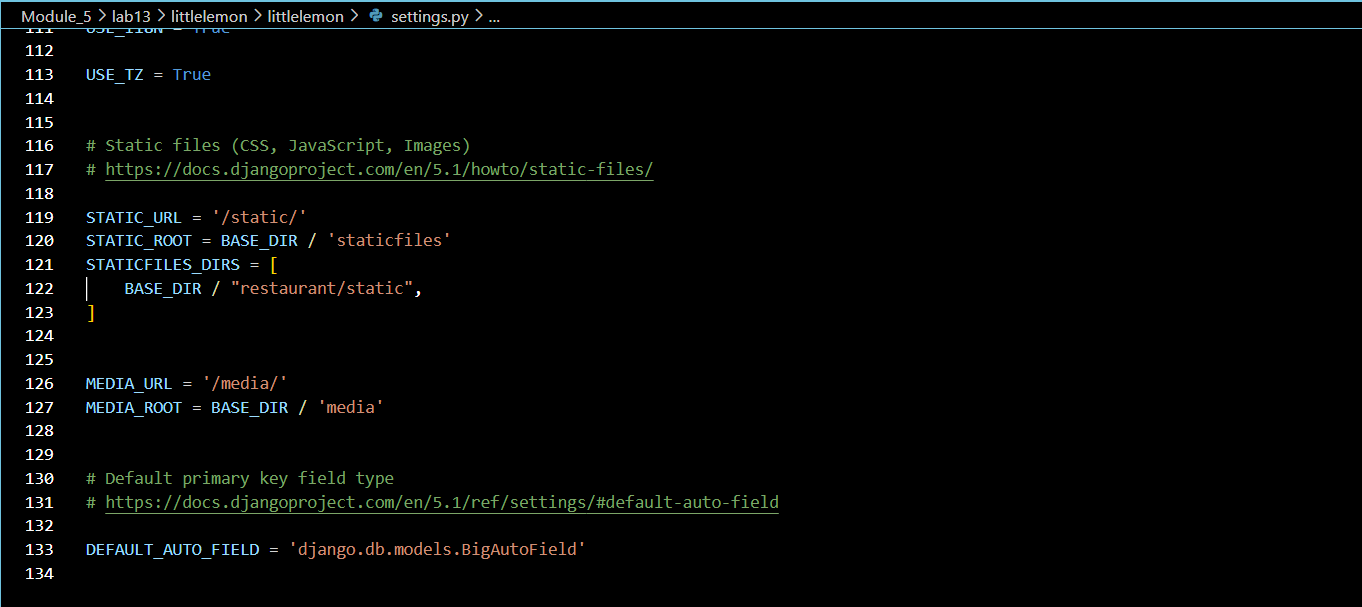 Module_5 > lab13 > littlelemon > littlelemon > settings.py > ...
111 USE_I18N = True
112
113 USE_TZ = True
114
115
116 # Static files (CSS, JavaScript, Images)
117 # https://docs.djangoproject.com/en/5.1/howto/static-files/
118
119 STATIC_URL = '/static/'
120 STATIC_ROOT = BASE_DIR / 'staticfiles'
121 STATICFILES_DIRS = [
122     BASE_DIR / "restaurant/static",
123 ]
124
125
126 MEDIA_URL = '/media/'
127 MEDIA_ROOT = BASE_DIR / 'media'
128
129
130 # Default primary key field type
131 # https://docs.djangoproject.com/en/5.1/ref/settings/#default-auto-field
132
133 DEFAULT_AUTO_FIELD = 'django.db.models.BigAutoField'
134